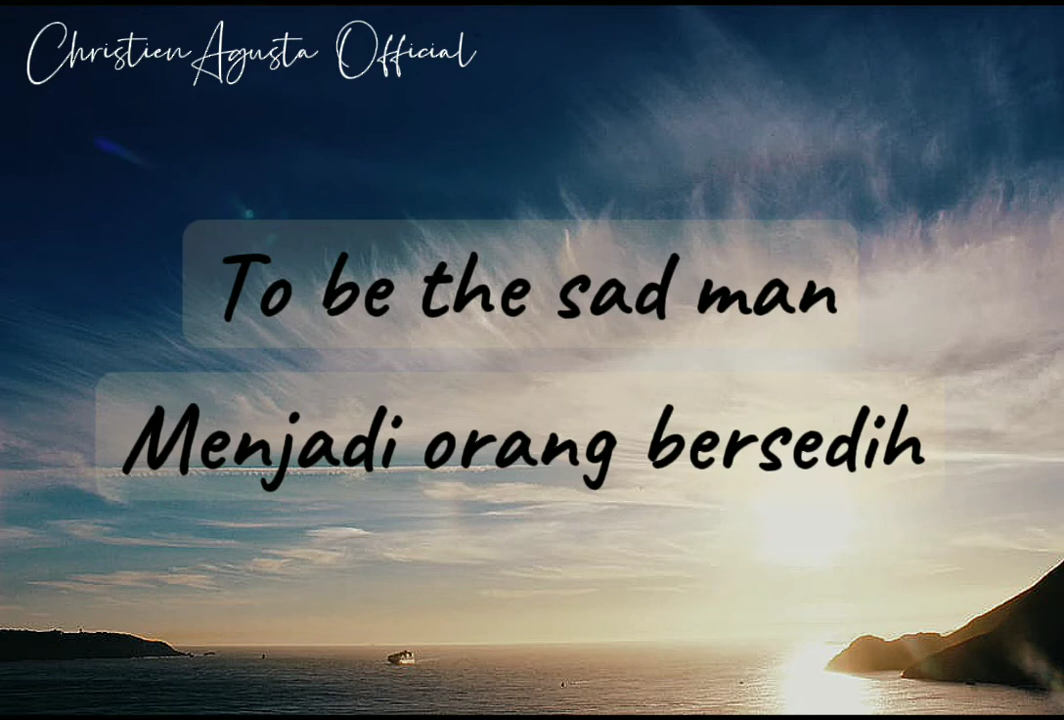 Christien Agusta Official
To be the sad man
Menjadi orang bersedih